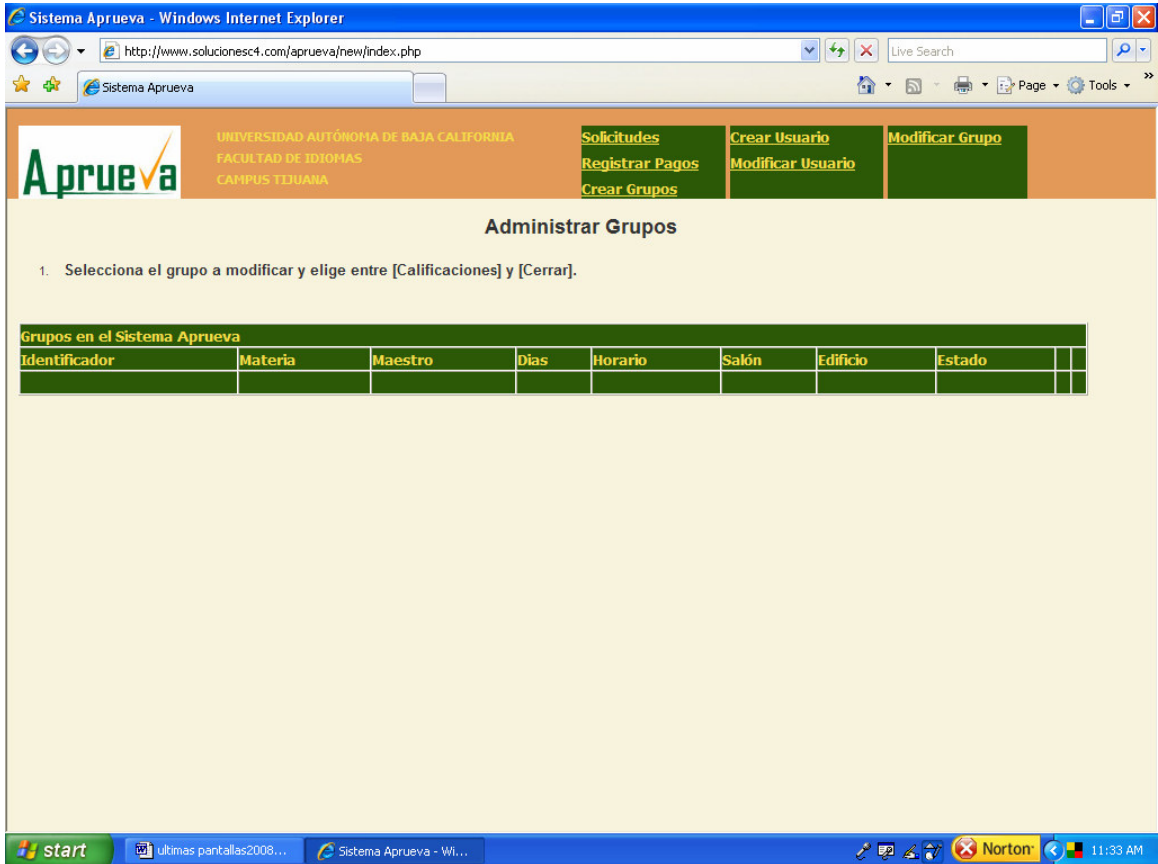 Sistema Aprueva - Windows Internet Explorer
http://www.solucionesc4.com/aprueva/new/index.php
Live Search
Sistema Aprueva
Page
Tools
»
Aprueva
UNIVERSIDAD AUTÓNOMA DE BAJA CALIFORNIA
FACULTAD DE IDIOMAS
CAMPUS TIJUANA
Solicitudes
Registrar Pagos
Crear Grupos
Crear Usuario
Modificar Usuario
Modificar Grupo
Administrar Grupos
1. Selecciona el grupo a modificar y elige entre [Calificaciones] y [Cerrar].
Grupos en el Sistema Aprueva
Identificador Materia Maestro Dias Horario Salón Edificio Estado
start
ultimas pantallas2008...
Sistema Aprueva - Wi...
Norton
11:33 AM